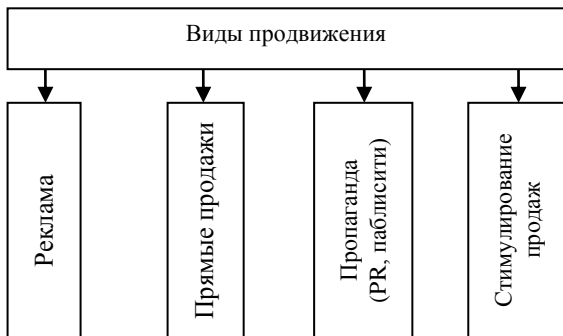 Виды продвижения
Реклама
Прямые продажи
Пропаганда
(PR, паблисити)
Стимулирование
продаж